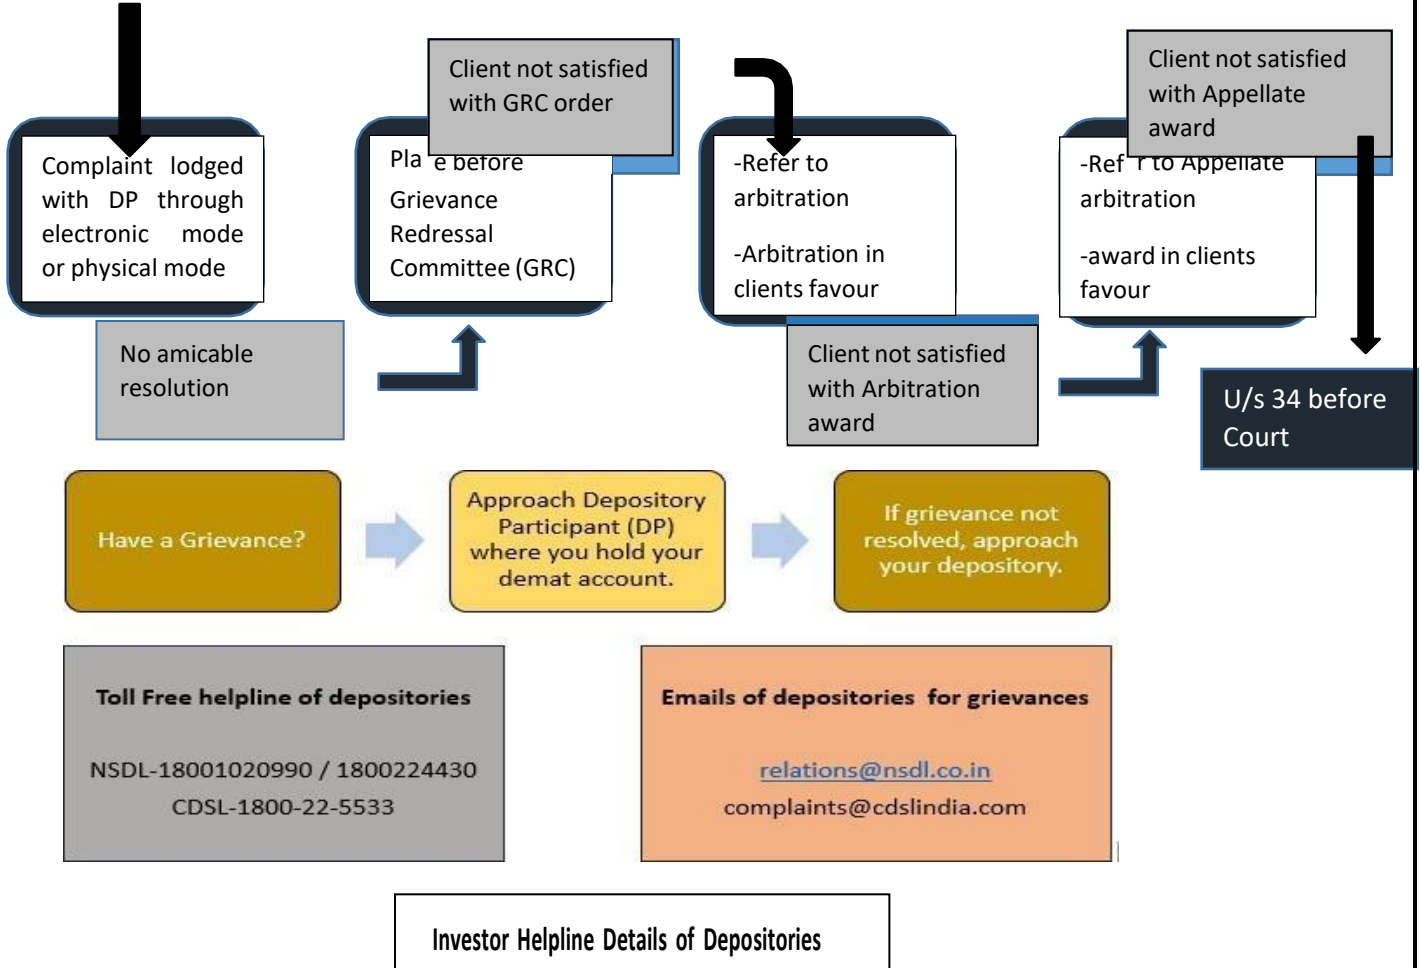 Complaint lodged
with DP through
electronic mode
or physical mode
No amicable
resolution
Client not satisfied
with GRC order
Pla e before
Grievance
Redressal
Committee (GRC)
-Refer to
arbitration
-Arbitration in
clients favour
Client not satisfied
with Arbitration
award
Client not satisfied
with Appellate
award
-Ref r to Appellate
arbitration
-award in clients
favour
U/s 34 before
Court
Have a Grievance?
Approach Depository
Participant (DP)
where you hold your
demat account.
If grievance not
resolved, approach
your depository.
Toll Free helpline of depositories
NSDL-18001020990 / 1800224430
CDSL-1800-22-5533
Emails of depositories for grievances
relations@nsdl.co.in
complaints@cdslindia.com
Investor Helpline Details of Depositories